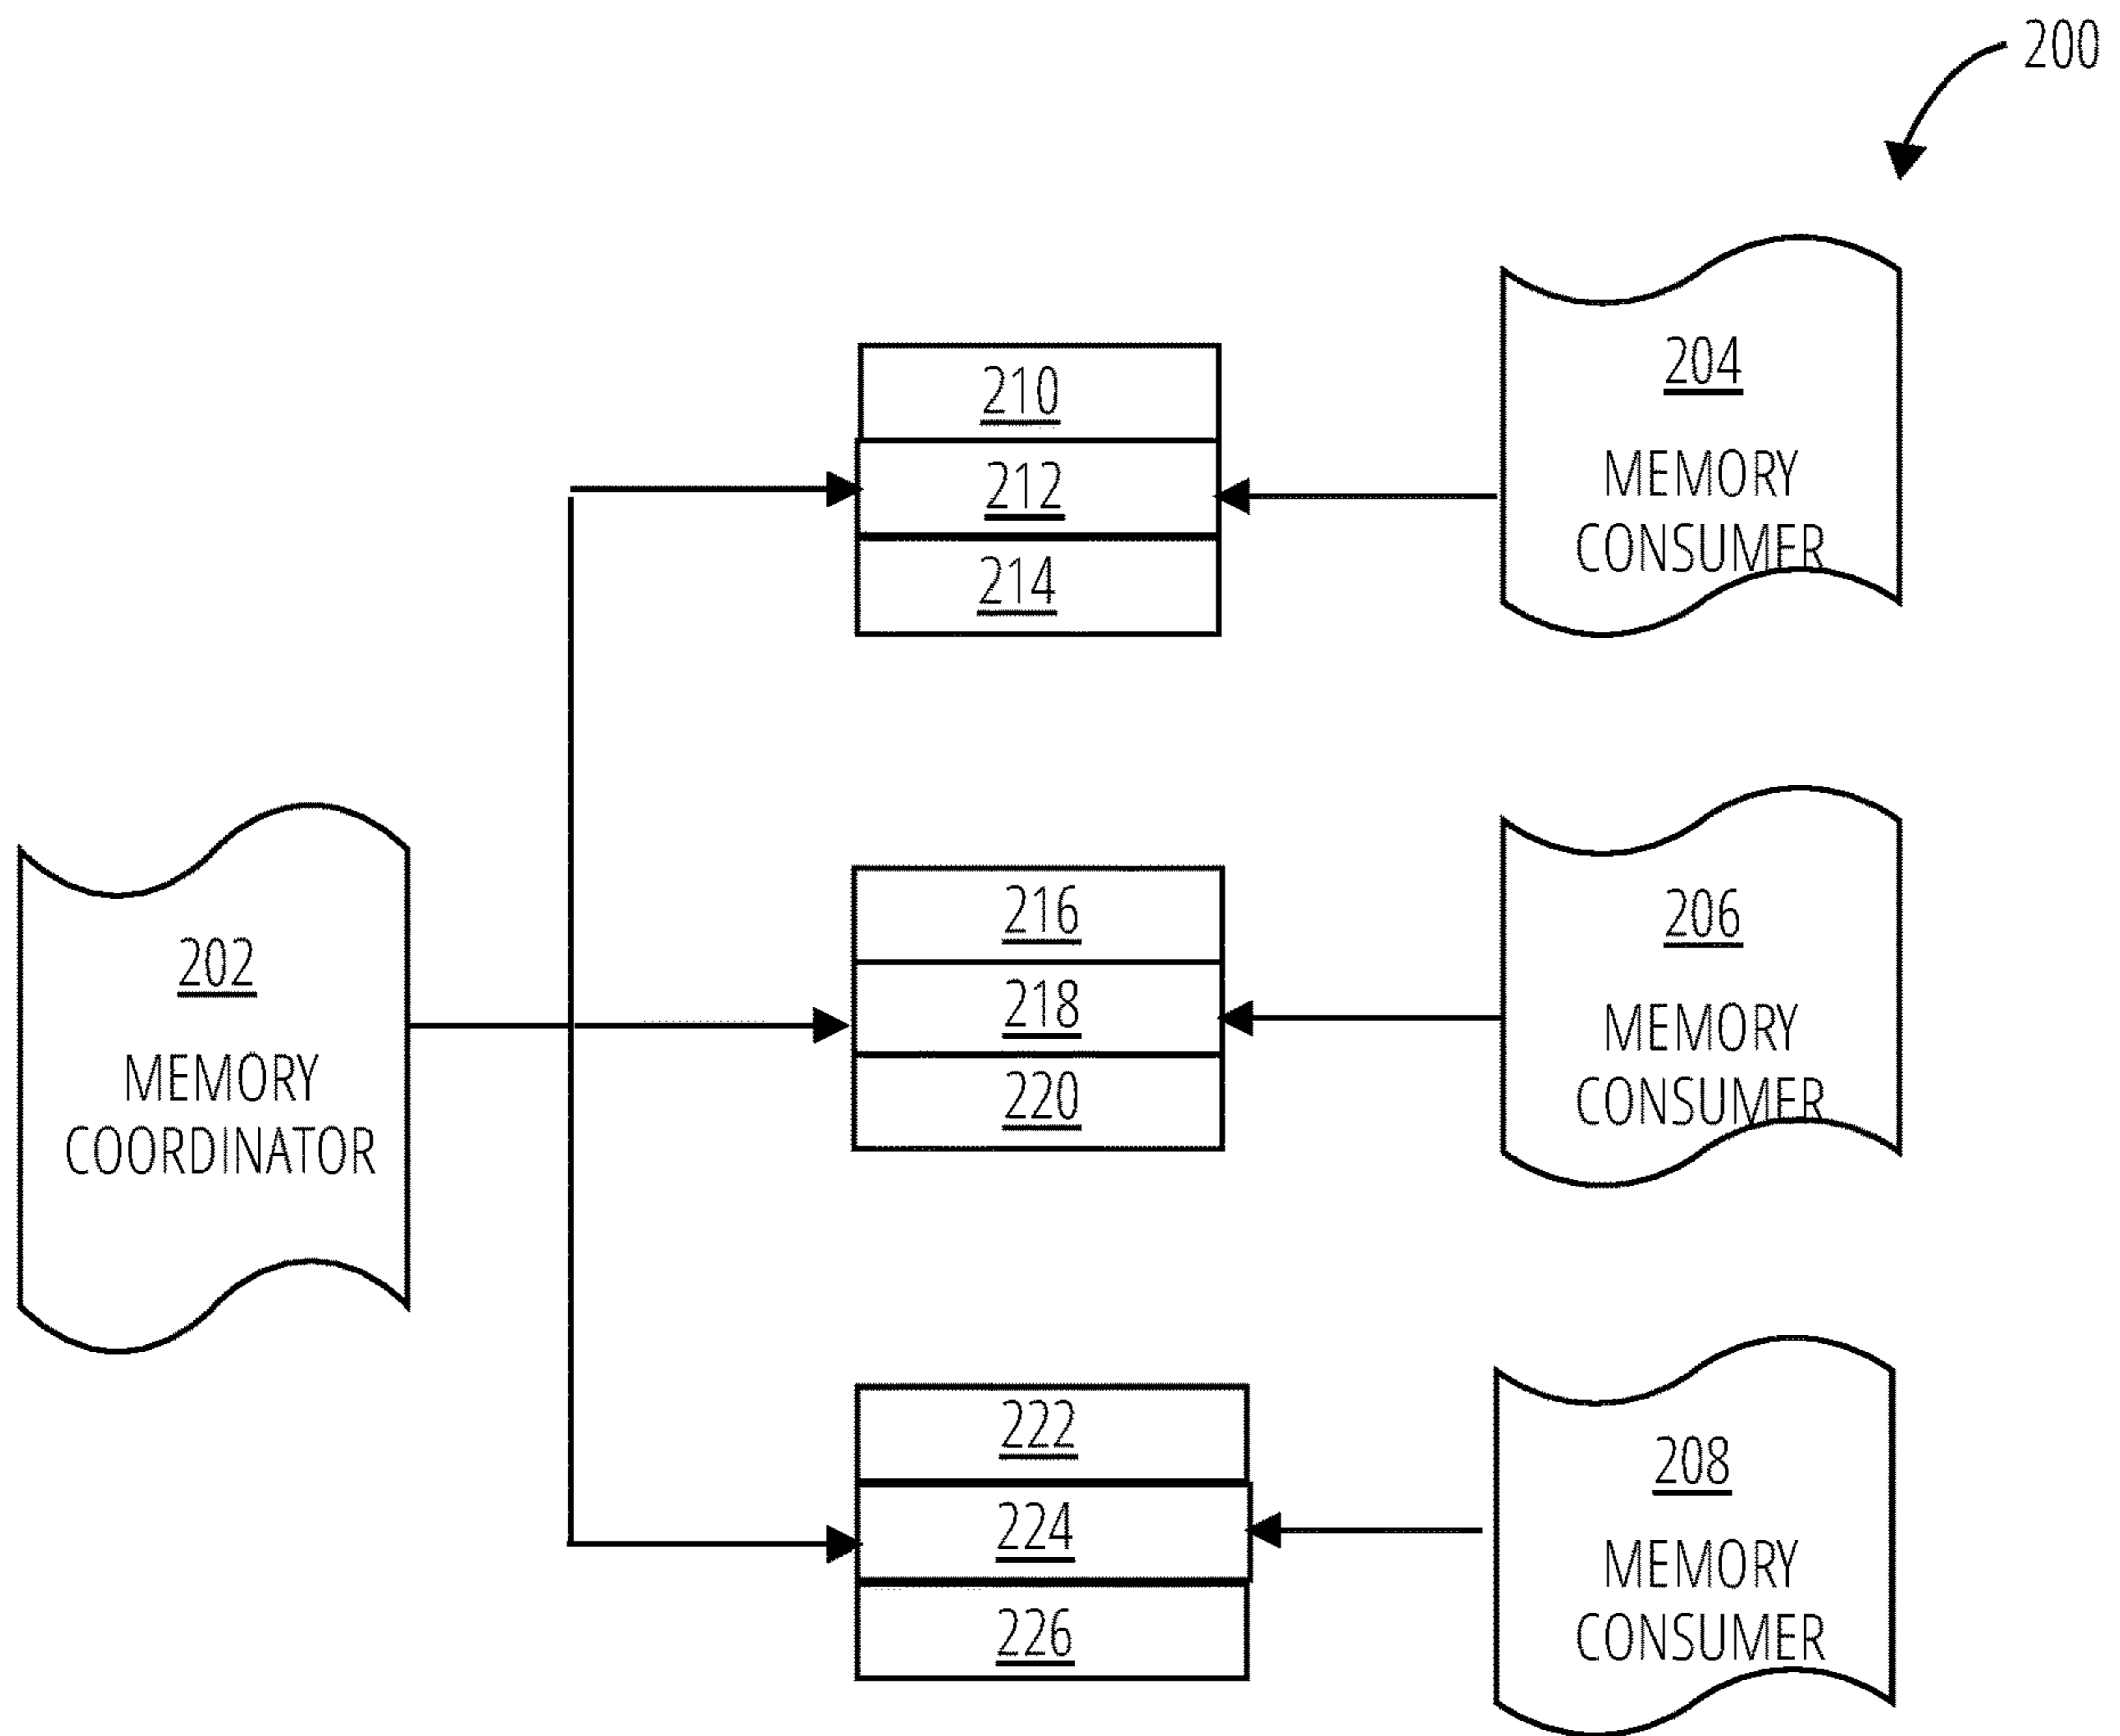 200
204
MEMORY
CONSUMER
210
212
214
206
MEMORY
CONSUMER
216
218
220
202
MEMORY
COORDINATOR
222
224
226
208
MEMORY
CONSUMER